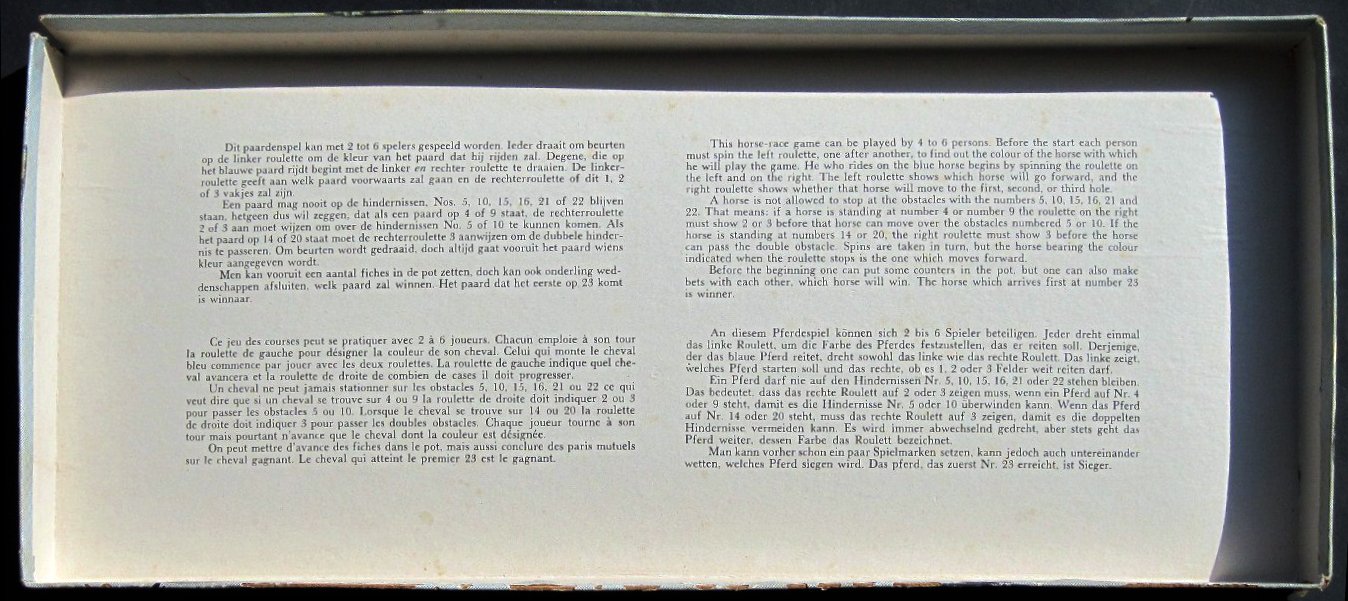 Dit paardenspel kan met 2 tot 6 spelers gespeeld worden. Ieder draait om beurten
op de linker roulette om de kleur van het paard dat hij rijden zal. Degene, die op
het blauwe paard rijdt begint met de linker en rechter roulette te draaien. De linker-
roulette geeft aan welk paard voorwaarts zal gaan en de rechterroulette of dit 1, 2
of 3 vakjes zal zijn.
Een paard mag nooit op de hindernissen, Nos. 5, 10, 15, 16, 21 of 22 blijven
staan, hetgeen dus wil zeggen, dat als een paard op 4 of 9 staat, de rechterroulette
2 of 3 aan moet wijzen om over de hindernissen No. 5 of 10 te kunnen komen. Als
het paard op 14 of 20 staat moet de rechterroulette 3 aanwijzen om de dubbele hinder-
nis te passeren. Om beurten wordt gedraaid, doch altijd gaat vooruit het paard wiens
kleur aangegeven wordt.
Men kan vooruit een aantal fiches in de pot zetten, doch kan ook onderling wed-
denschappen afsluiten, welk paard zal winnen. Het paard dat het eerste op 23 komt
is winnaar.
Ce jeu des courses peut se pratiquer avec 2 à 6 joueurs. Chacun emploie à son tour
la roulette de gauche pour désigner la couleur de son cheval. Celui qui monte le cheval
bleu commence par jouer avec les deux roulettes. La roulette de gauche indique quel che-
val avancera et la roulette de droite de combien de cases il doit progresser.
Un cheval ne peut jamais stationner sur les obstacles 5, 10, 15, 16, 21 ou 22 ce qui
veut dire que si un cheval se trouve sur 4 ou 9 la roulette de droite doit indiquer 2 ou 3
pour passer les obstacles 5 ou 10. Lorsque le cheval se trouve sur 14 ou 20 la roulette
de droite doit indiquer 3 pour passer les doubles obstacles. Chaque joueur tourne à son
tour mais pourtant n'avance que le cheval dont la couleur est désignée.
On peut mettre d'avance des fiches dans le pot, mais aussi conclure des paris mutuels
sur le cheval gagnant. Le cheval qui atteint le premier 23 est le gagnant.
This horse-race game can be played by 4 to 6 persons. Before the start each person
must spin the left roulette, one after another, to find out the colour of the horse with which
he will play the game. He who rides on the blue horse begins by spinning the roulette on
the left and on the right. The left roulette shows which horse will go forward, and the
right roulette shows whether that horse will move to the first, second, or third hole.
A horse is not allowed to stop at the obstacles with the numbers 5, 10, 15, 16, 21 and
22. That means: if a horse is standing at number 4 or number 9 the roulette on the right
must show 2 or 3 before that horse can move over the obstacles numbered 5 or 10. If the
horse is standing at numbers 14 or 20, the right roulette must show 3 before the horse
can pass the double obstacle. Spins are taken in turn, but the horse bearing the colour
indicated when the roulette stops is the one which moves forward.
Before the beginning one can put some counters in the pot, but one can also make
bets with each other, which horse will win. The horse which arrives first at number 23
is winner.
An diesem Pferdespiel können sich 2 bis 6 Spieler beteiligen. Jeder dreht einmal
das linke Roulett, um die Farbe des Pferdes festzustellen, das er reiten soll. Derjenige,
der das blaue Pferd reitet, dreht sowohl das linke wie das rechte Roulett. Das linke zeigt,
welches Pferd starten soll und das rechte, ob es 1, 2 oder 3 Felder weit reiten darf.
Ein Pferd darf nie auf den Hindernissen Nr. 5, 10, 15, 16, 21 oder 22 stehen bleiben.
Das bedeutet, dass das rechte Roulett auf 2 oder 3 zeigen muss, wenn ein Pferd auf Nr. 4
oder 9 steht, damit es die Hindernisse Nr. 5 oder 10 überwinden kann. Wenn das Pferd
auf Nr. 14 oder 20 steht, muss das rechte Roulett auf 3 zeigen, damit es die doppelten
Hindernisse vermeiden kann. Es wird immer abwechselnd gedreht, aber stets geht das
Pferd weiter, dessen Farbe das Roulett bezeichnet.
Man kann vorher schon ein paar Spielmarken setzen, kann jedoch auch untereinander
wetten, welches Pferd siegen wird. Das pferd, das zuerst Nr. 23 erreicht, ist Sieger.